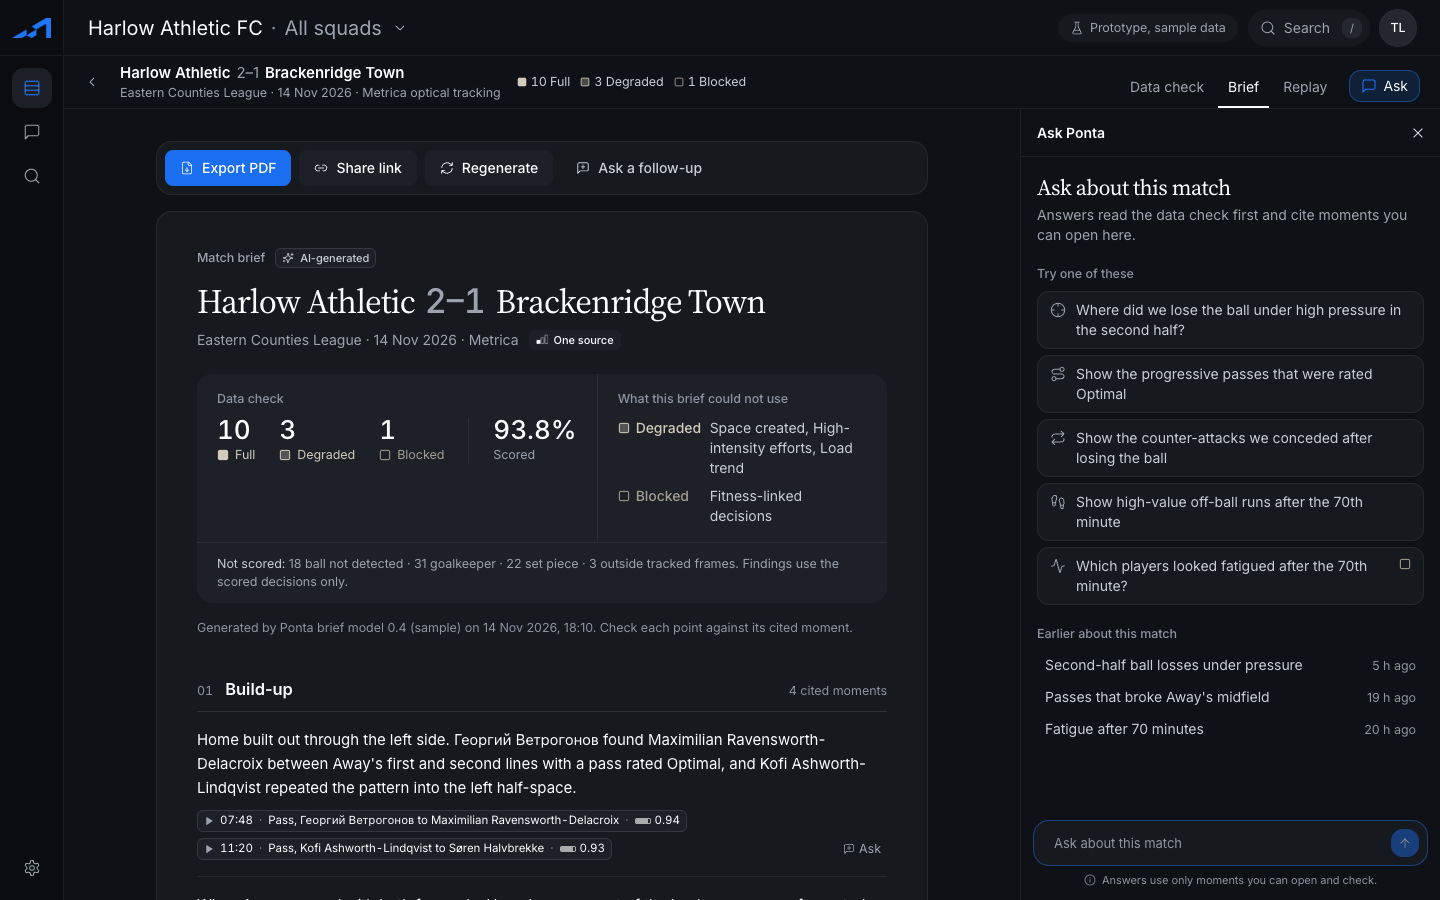 Harlow Athletic FC · All squads
Prototype, sample data
Search /
TL
Harlow Athletic 2–1 Brackenridge Town
Eastern Counties League · 14 Nov 2026 · Metrica optical tracking
10 Full 3 Degraded 1 Blocked
Data check
Brief
Replay
Ask
Export PDF
Share link
Regenerate
Ask a follow-up
Match brief AI-generated
Harlow Athletic 2–1 Brackenridge Town
Eastern Counties League · 14 Nov 2026 · Metrica One source
Data check
10 3 1 93.8%
Full Degraded Blocked Scored
What this brief could not use
Degraded Space created, High-
intensity efforts, Load
trend
Blocked Fitness-linked
decisions
Not scored: 18 ball not detected · 31 goalkeeper · 22 set piece · 3 outside tracked frames. Findings use the
scored decisions only.
Generated by Ponta brief model 0.4 (sample) on 14 Nov 2026, 18:10. Check each point against its cited moment.
01 Build-up 4 cited moments
Home built out through the left side. Георгий Ветрогонов found Maximilian Ravensworth-
Delacroix between Away's first and second lines with a pass rated Optimal, and Kofi Ashworth-
Lindqvist repeated the pattern into the left half-space.
07:48 · Pass, Георгий Ветрогонов to Maximilian Ravensworth-Delacroix · 0.94
11:20 · Pass, Kofi Ashworth-Lindqvist to Søren Halvbrekke · 0.93
Ask
Ask Ponta
Ask about this match
Answers read the data check first and cite moments you
can open here.
Try one of these
Where did we lose the ball under high pressure in
the second half?
Show the progressive passes that were rated
Optimal
Show the counter-attacks we conceded after
losing the ball
Show high-value off-ball runs after the 70th
minute
Which players looked fatigued after the 70th
minute?
Earlier about this match
Second-half ball losses under pressure 5 h ago
Passes that broke Away's midfield 19 h ago
Fatigue after 70 minutes 20 h ago
Ask about this match
Answers use only moments you can open and check.